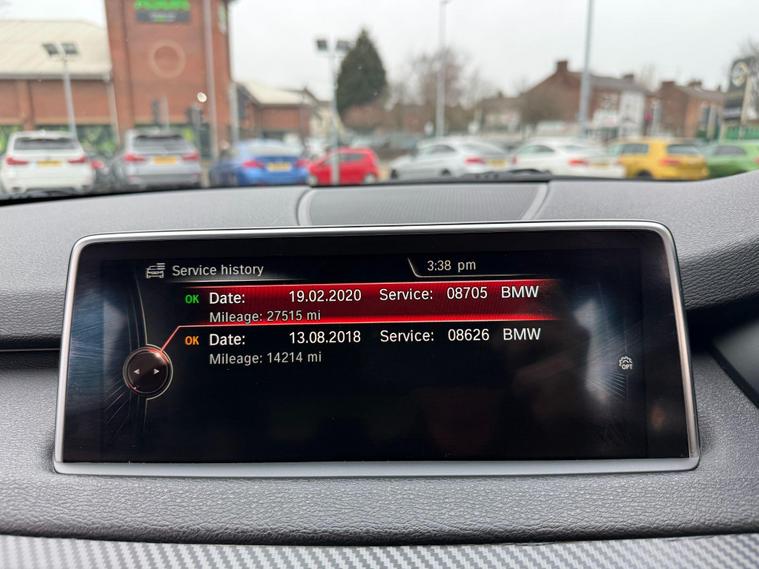 Service history
3:38 pm
OK Date: 19.02.2020 Service: 08705 BMW
Mileage: 27515 mi
OK Date: 13.08.2018 Service: 08626 BMW
Mileage: 14214 mi
OPT